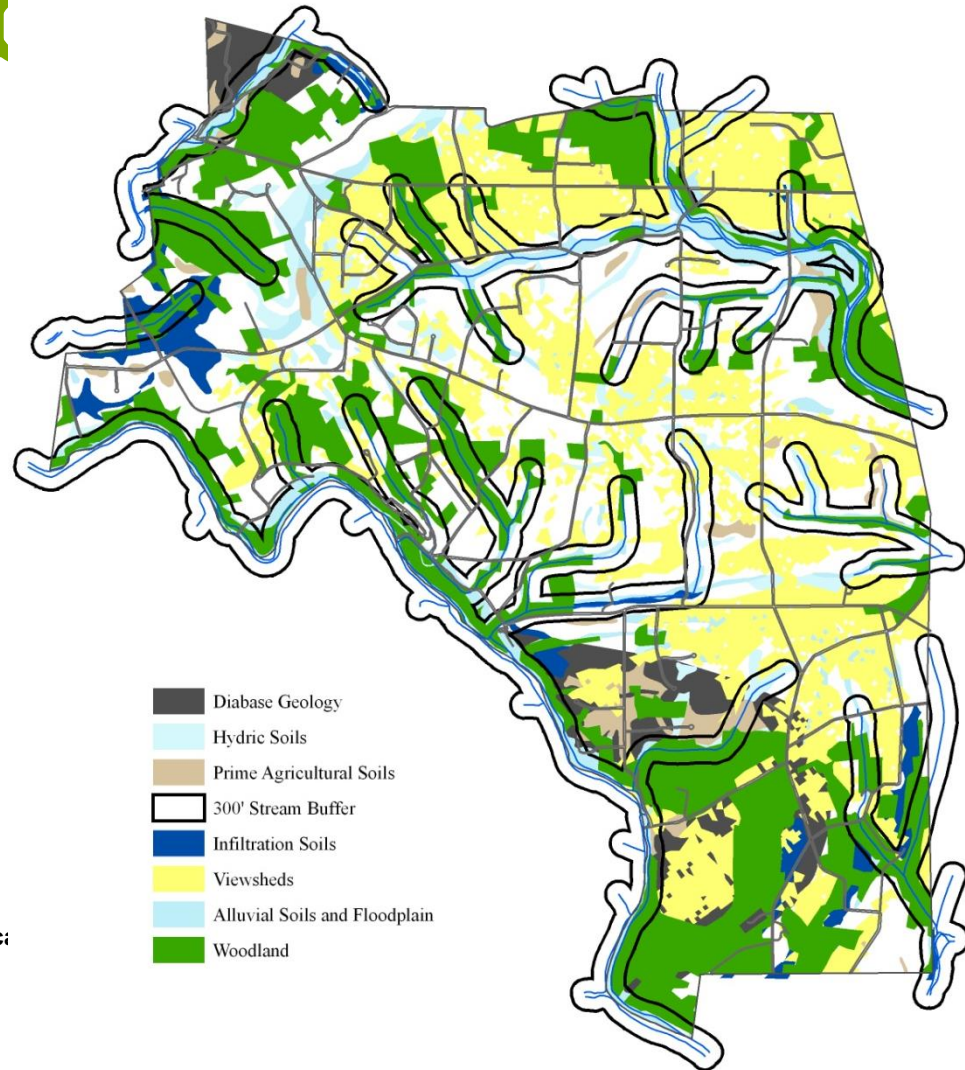 Diabase Geology
Hydric Soils
Prime Agricultural Soils
300' Stream Buffer
Infiltration Soils
Viewsheds
Alluvial Soils and Floodplain
Woodland